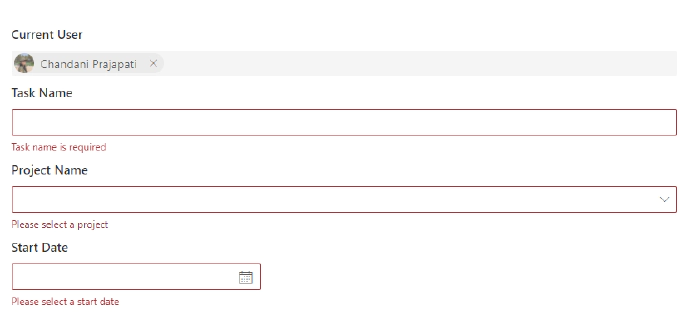 Current User
Chandani Prajapati
Task Name
Task name is required
Project Name
Please select a project
Start Date
Please select a start date